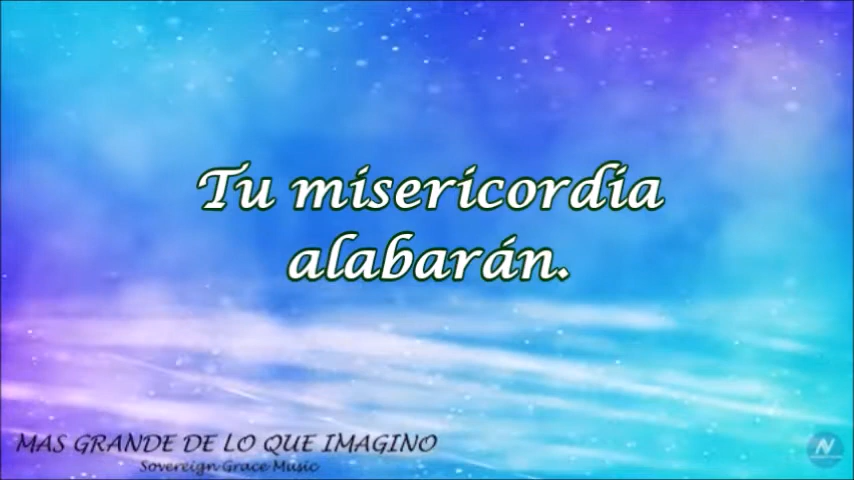 Tu misericordia
alabarán.
MAS GRANDE DE LO QUE IMAGINO
Sovereign Grace Music